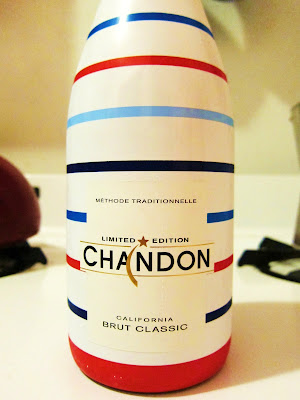 MÉTHODE TRADITIONNELLE
LIMITED EDITION
CHANDON
CALIFORNIA
BRUT CLASSIC